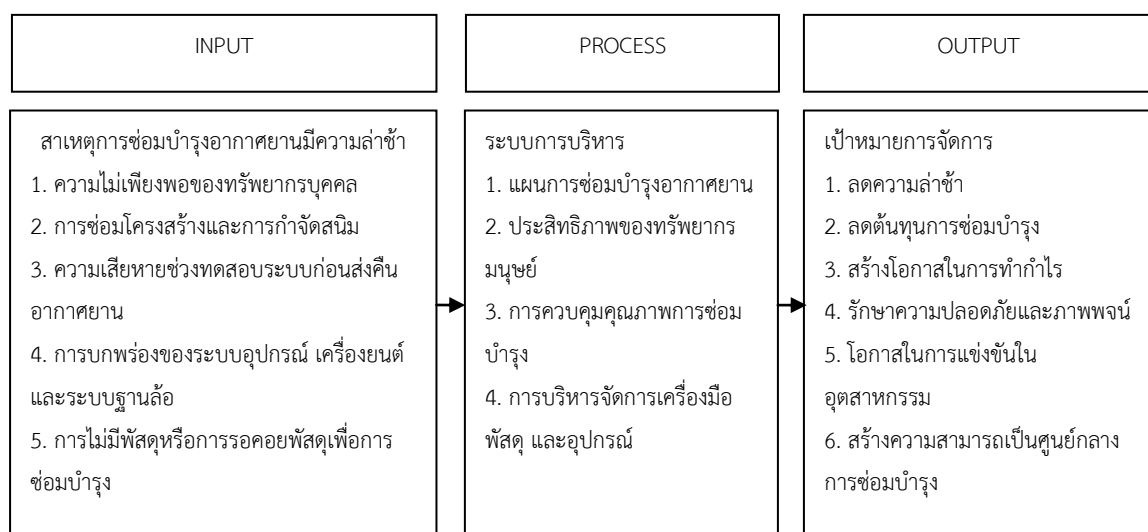 INPUT
PROCESS
OUTPUT
สาเหตุการซ่อมบำรุงอากาศยานมีความล่าช้า
1. ความไม่เพียงพอของทรัพยากรบุคคล
2. การซ่อมโครงสร้างและการกำจัดสนิม
3. ความเสียหายช่วงทดสอบระบบก่อนส่งคืน
อากาศยาน
4. การบกพร่องของระบบอุปกรณ์ เครื่องยนต์
และระบบฐานล้อ
5. การไม่มีพัสดุหรือการรอคอยพัสดุเพื่อการ
ซ่อมบำรุง
ระบบการบริหาร
1. แผนการซ่อมบำรุงอากาศยาน
2. ประสิทธิภาพของทรัพยากร
มนุษย์
3. การควบคุมคุณภาพการซ่อม
บำรุง
4. การบริหารจัดการเครื่องมือ
พัสดุ และอุปกรณ์
เป้าหมายการจัดการ
1. ลดความล่าช้า
2. ลดต้นทุนการซ่อมบำรุง
3. สร้างโอกาสในการทำกำไร
4. รักษาความปลอดภัยและภาพพจน์
5. โอกาสในการแข่งขันใน
อุตสาหกรรม
6. สร้างความสามารถเป็นศูนย์กลาง
การซ่อมบำรุง